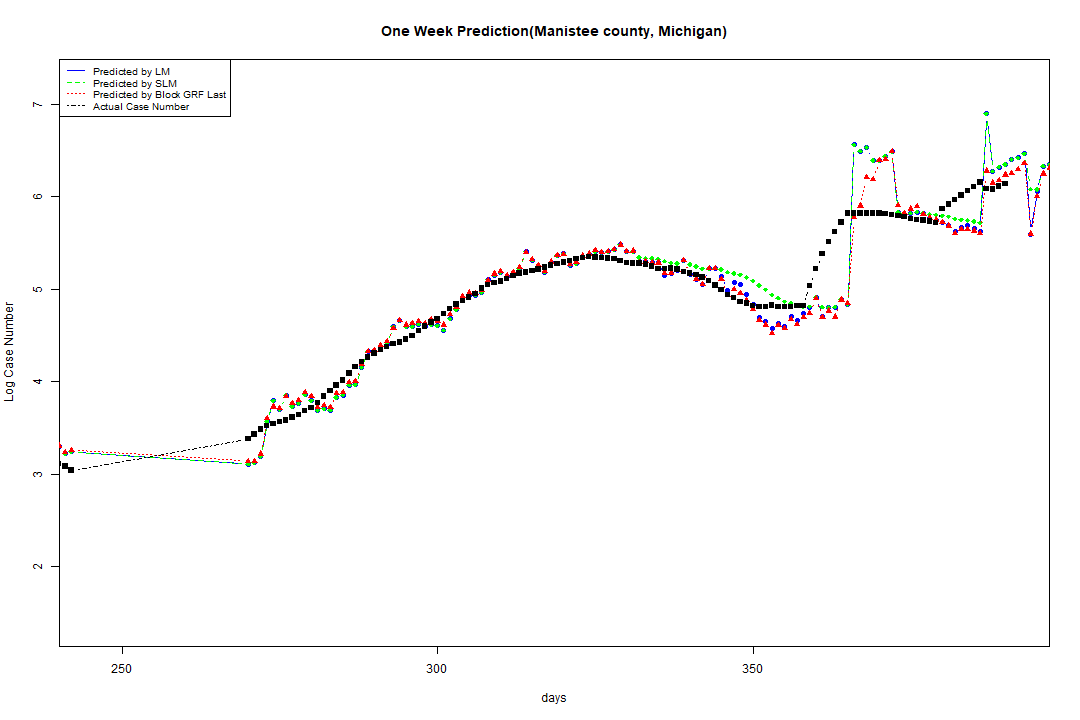 One Week Prediction(Manistee county, Michigan)
Predicted by LM
Predicted by SLM
Predicted by Block GRF Last
Actual Case Number
7
6
5
4
3
2
Log Case Number
250 300 350
days